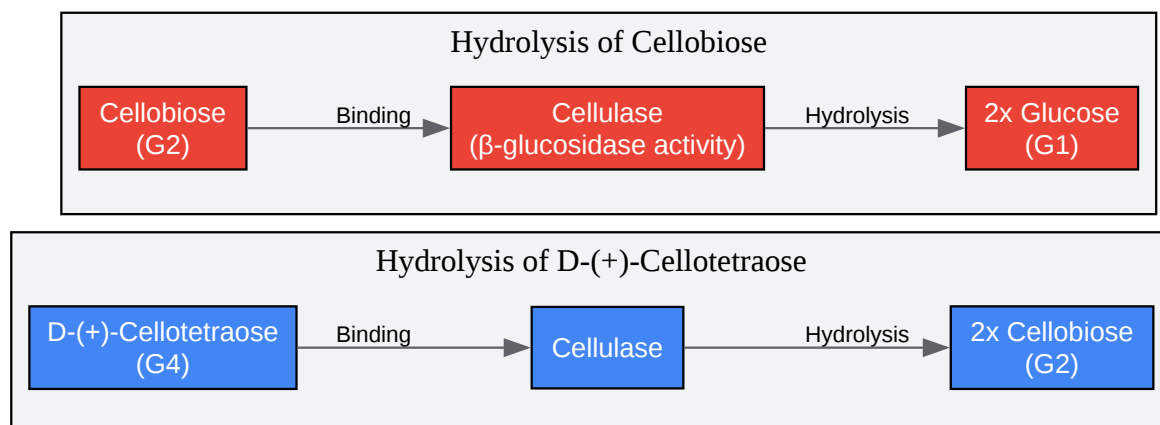 Hydrolysis of Cellobiose
Cellobiose
(G2)
Binding
Cellulase
(β-glucosidase activity)
Hydrolysis
2x Glucose
(G1)
Hydrolysis of D-(+)-Cellotetraose
D-(+)-Cellotetraose
(G4)
Binding
Cellulase
Hydrolysis
2x Cellobiose
(G2)